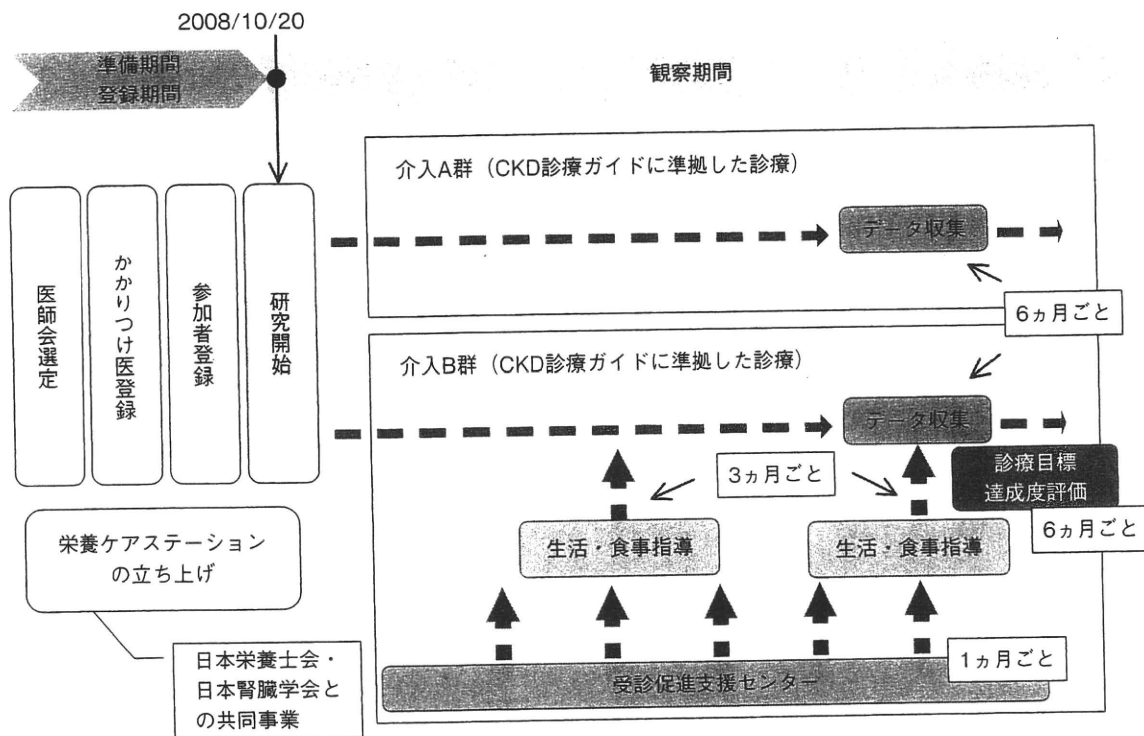 2008/10/20
準備期間
登録期間
観察期間
医師会選定
かかりつけ医登録
参加者登録
研究開始
介入A群（CKD診療ガイドに準拠した診療）
データ収集
6ヵ月ごと
介入B群（CKD診療ガイドに準拠した診療）
データ収集
診療目標
達成度評価
6ヵ月ごと
3ヵ月ごと
生活・食事指導
生活・食事指導
1ヵ月ごと
受診促進支援センター
栄養ケアステーション
の立ち上げ
日本栄養士会・
日本腎臓学会と
の共同事業